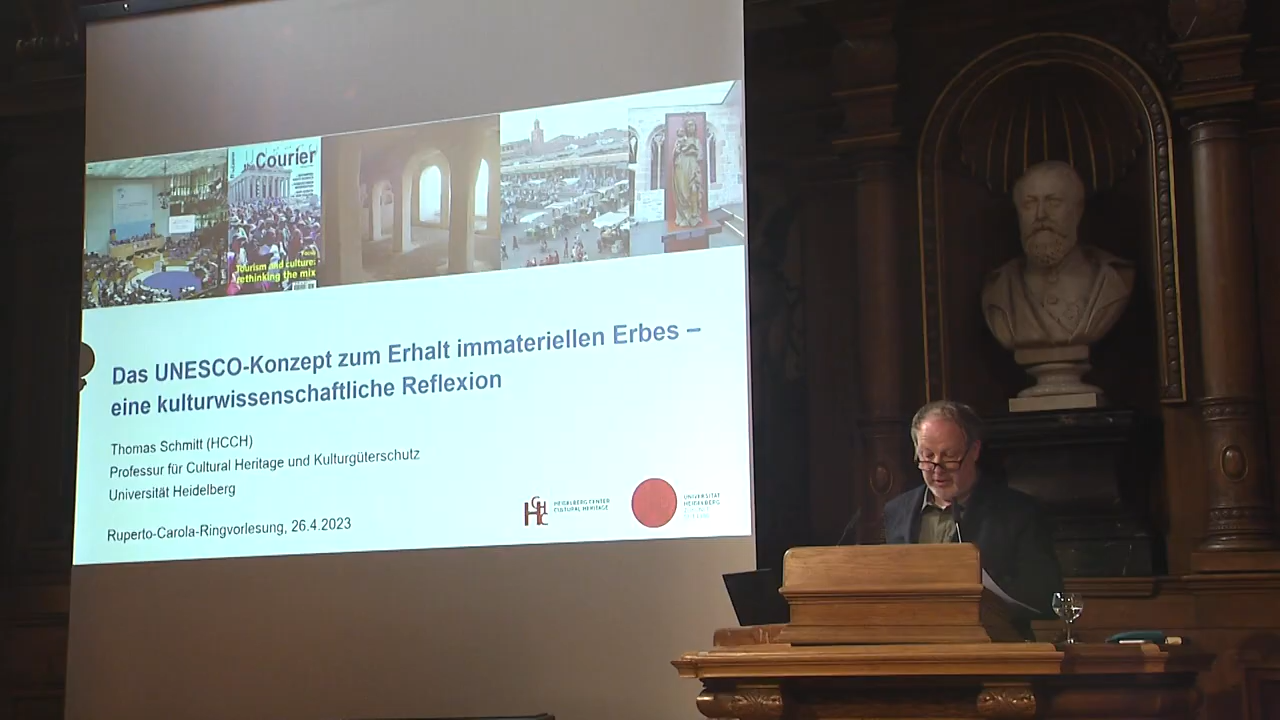 Courier
Tourism and culture:
rethinking the mix
Das UNESCO-Konzept zum Erhalt immateriellen Erbes –
eine kulturwissenschaftliche Reflexion
Thomas Schmitt (HCCH)
Professur für Cultural Heritage und Kulturgüterschutz
Universität Heidelberg
Ruperto-Carola-Ringvorlesung, 26.4.2023
HCCH
HEIDELBERG CENTER
CULTURAL HERITAGE
UNIVERSITÄT
HEIDELBERG